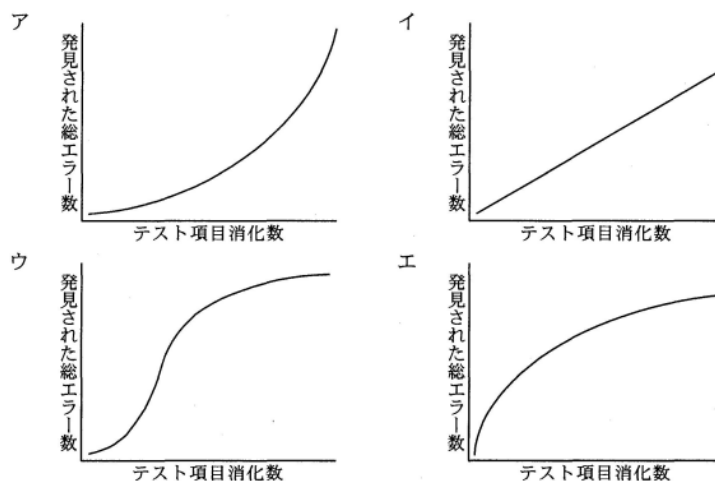 ア
発見された総エラー数
テスト項目消化数
イ
発見された総エラー数
テスト項目消化数
ウ
発見された総エラー数
テスト項目消化数
エ
発見された総エラー数
テスト項目消化数